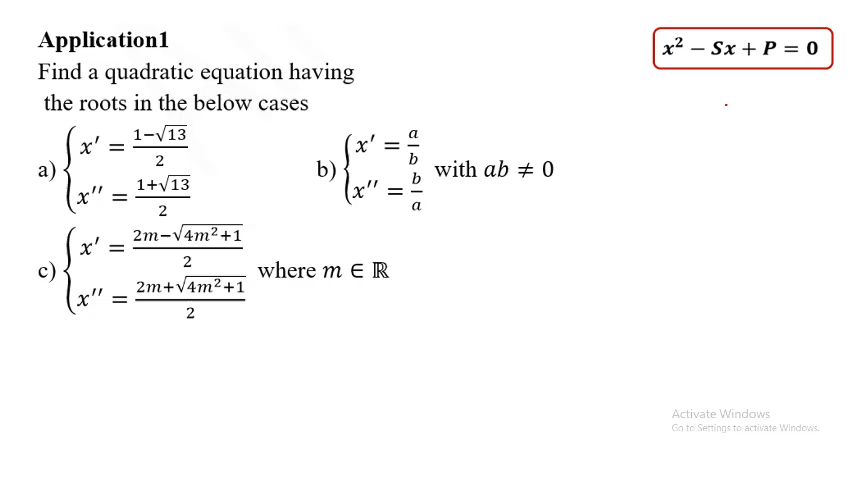 Application1
x² − Sx + P = 0
Find a quadratic equation having
the roots in the below cases
a) { x′ = (1−√13)/2
x″ = (1+√13)/2
b) { x′ = a/b
x″ = b/a with ab ≠ 0
c) { x′ = (2m−√(4m²+1))/2
x″ = (2m+√(4m²+1))/2 where m ∈ ℝ
Activate Windows
Go to Settings to activate Windows.